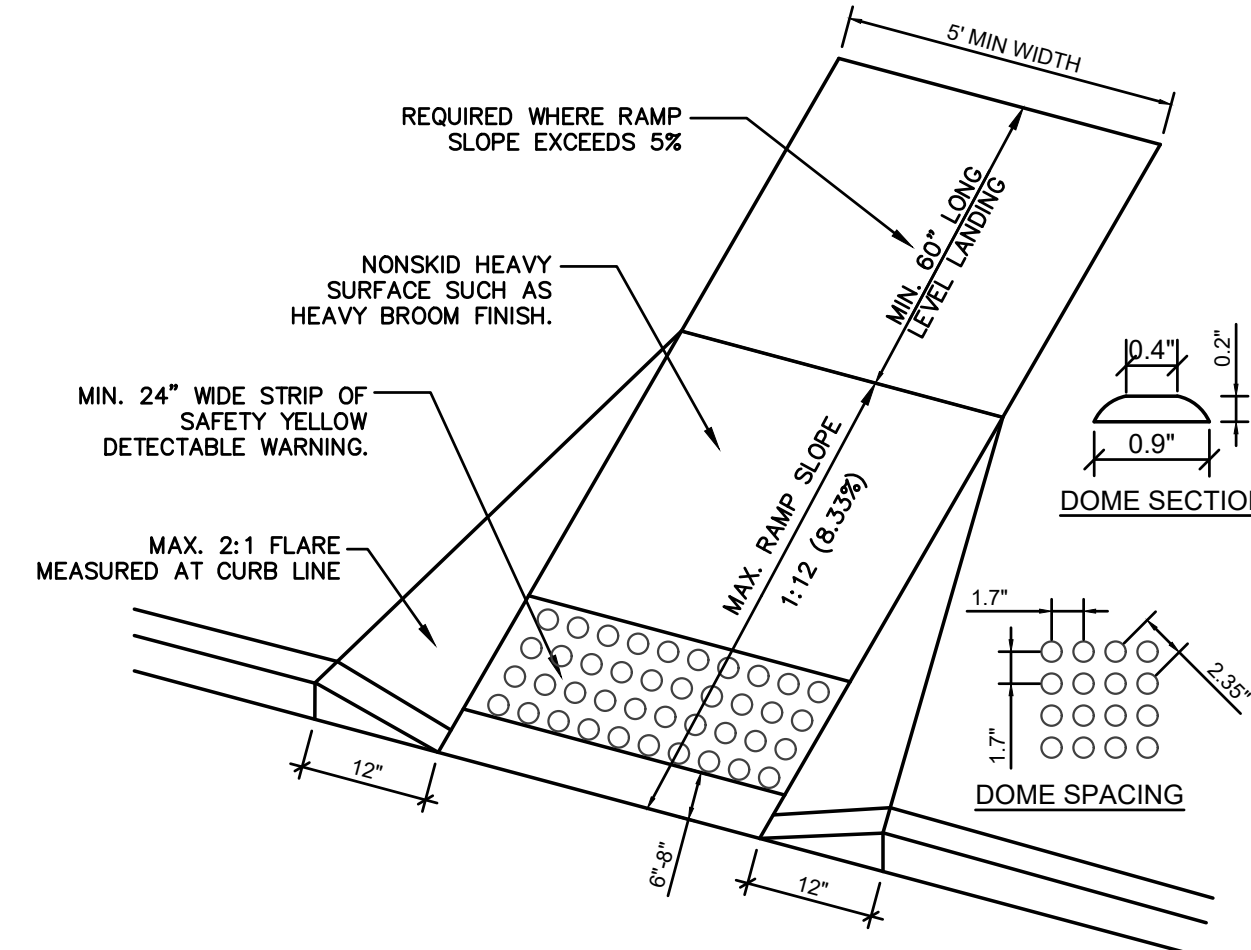 5' MIN WIDTH
REQUIRED WHERE RAMP
SLOPE EXCEEDS 5%
MIN. 60" LONG
LEVEL LANDING
NONSKID HEAVY
SURFACE SUCH AS
HEAVY BROOM FINISH.
MIN. 24" WIDE STRIP OF
SAFETY YELLOW
DETECTABLE WARNING.
MAX. RAMP SLOPE
1:12 (8.33%)
MAX. 2:1 FLARE
MEASURED AT CURB LINE
12"
6"-8"
12"
0.4"
0.2"
0.9"
DOME SECTION
1.7"
2.35"
1.7"
DOME SPACING